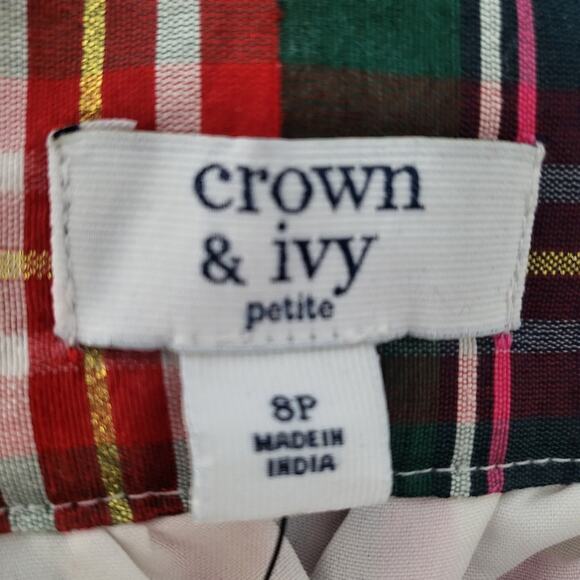 crown
& ivy
petite
8P
MADE IN
INDIA